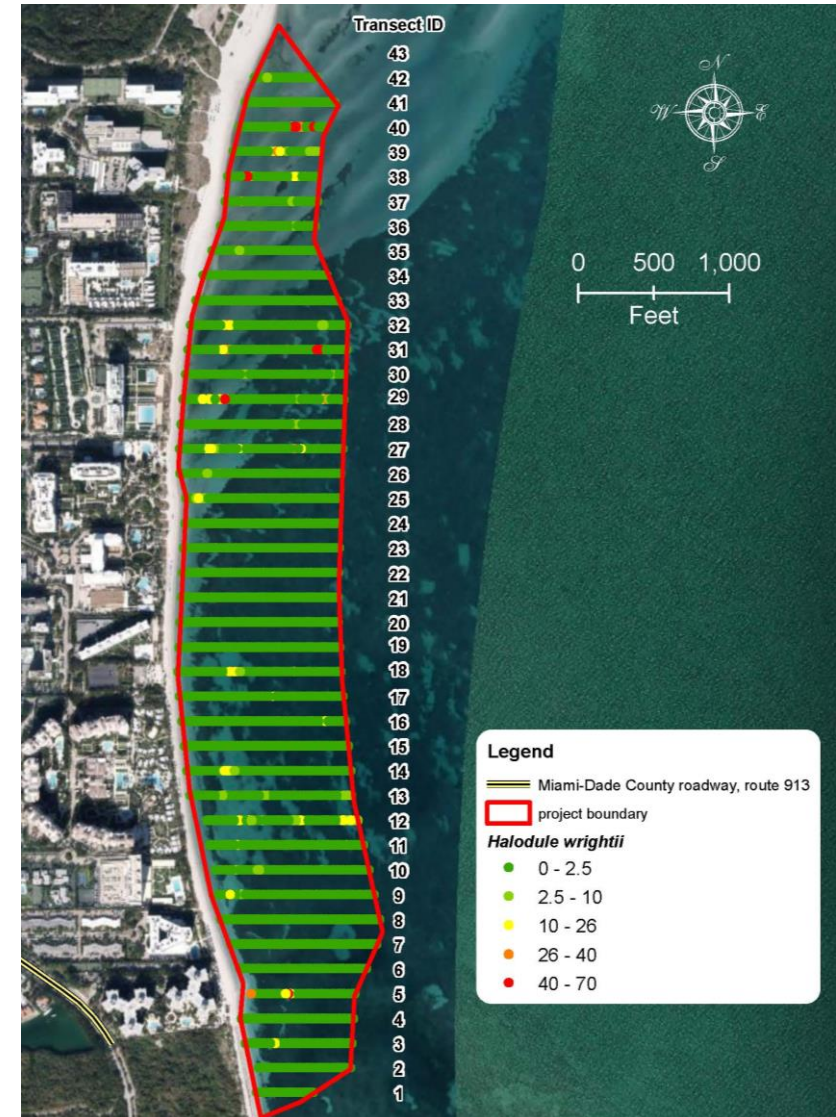 Transect ID
43
42
41
40
39
38
37
36
35
34
33
32
31
30
29
28
27
26
25
24
23
22
21
20
19
18
17
16
15
14
13
12
11
10
9
8
7
6
5
4
3
2
1
N
W E
S
0 500 1,000
Feet
Legend
Miami-Dade County roadway, route 913
project boundary
Halodule wrightii
0 - 2.5
2.5 - 10
10 - 26
26 - 40
40 - 70